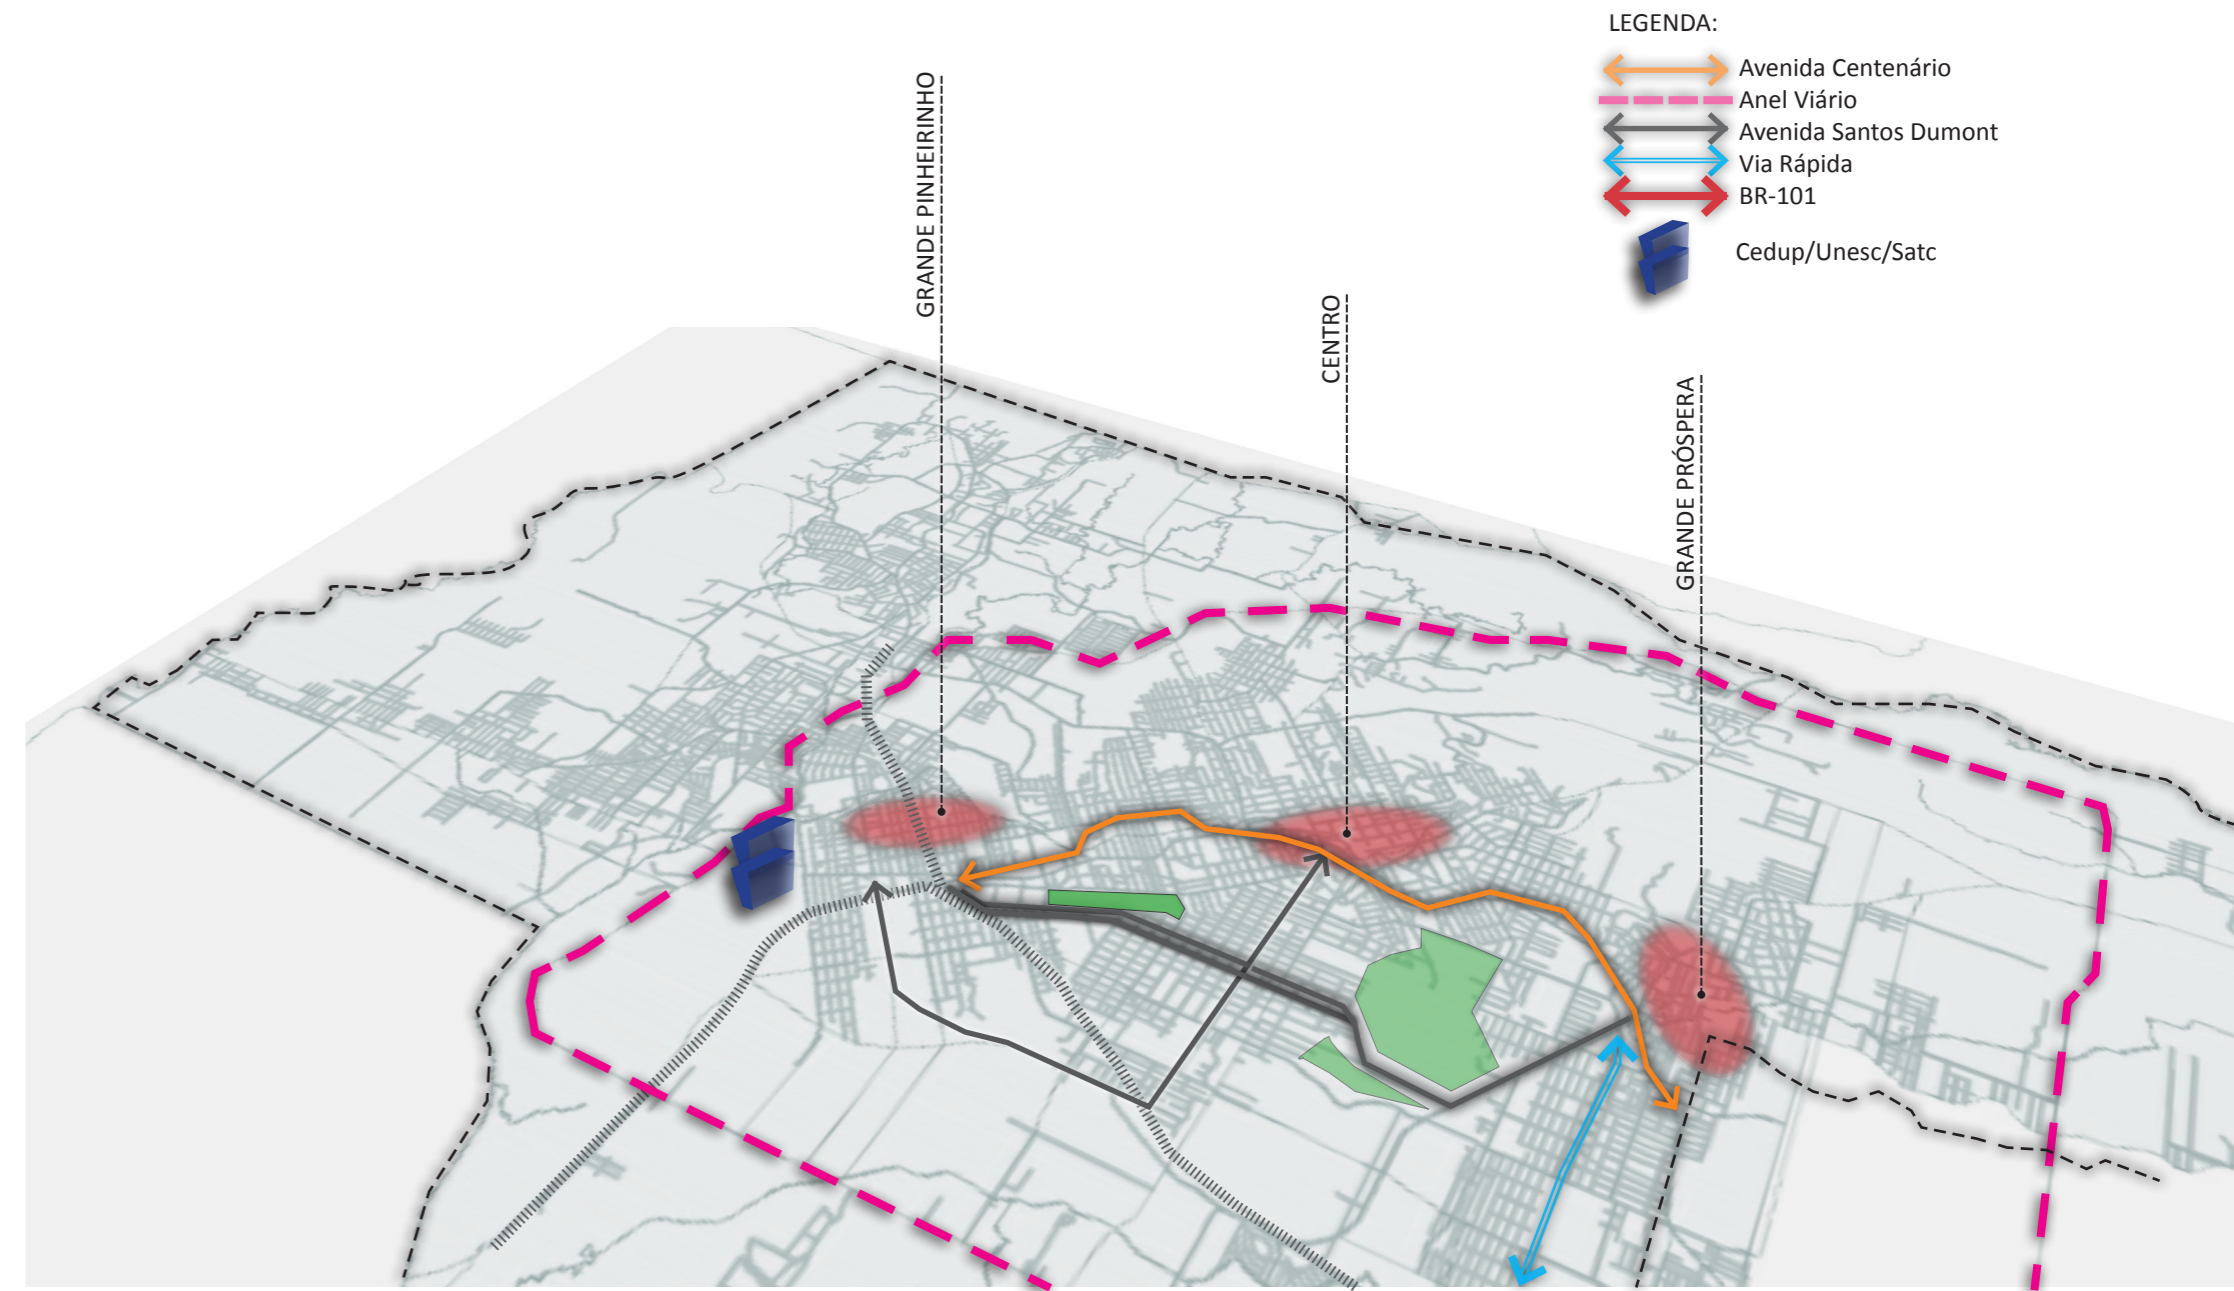 LEGENDA:
Avenida Centenário
Anel Viário
Avenida Santos Dumont
Via Rápida
BR-101
Cedup/Unesc/Satc
GRANDE PINHEIRINHO
CENTRO
GRANDE PRÓSPERA